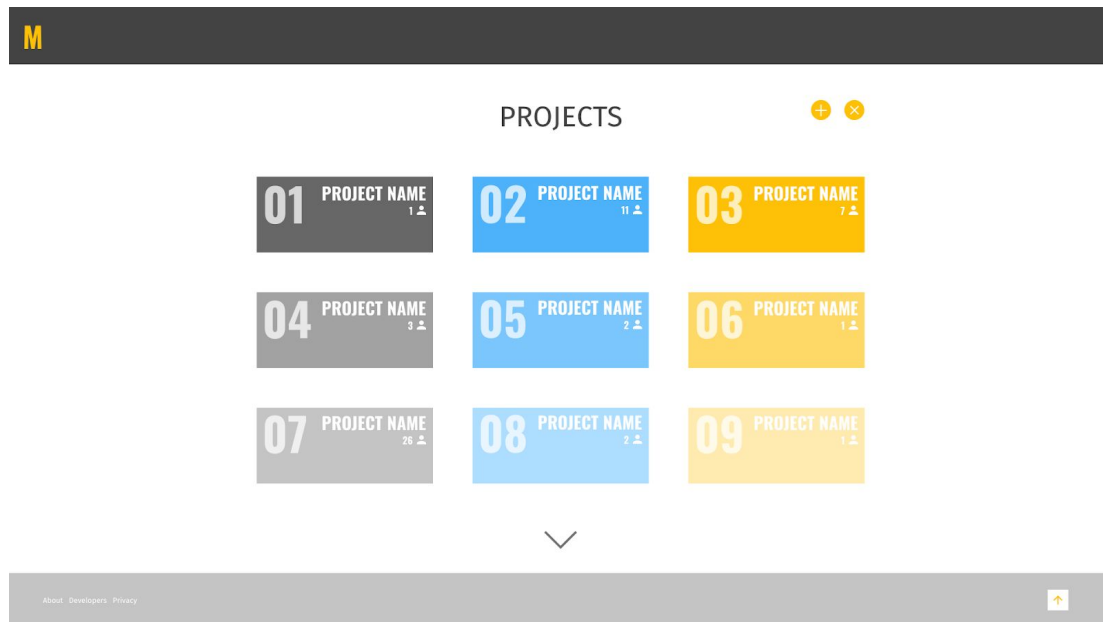 M
PROJECTS
01 PROJECT NAME
1
02 PROJECT NAME
11
03 PROJECT NAME
7
04 PROJECT NAME
3
05 PROJECT NAME
2
06 PROJECT NAME
1
07 PROJECT NAME
26
08 PROJECT NAME
2
09 PROJECT NAME
1
About Developers Privacy